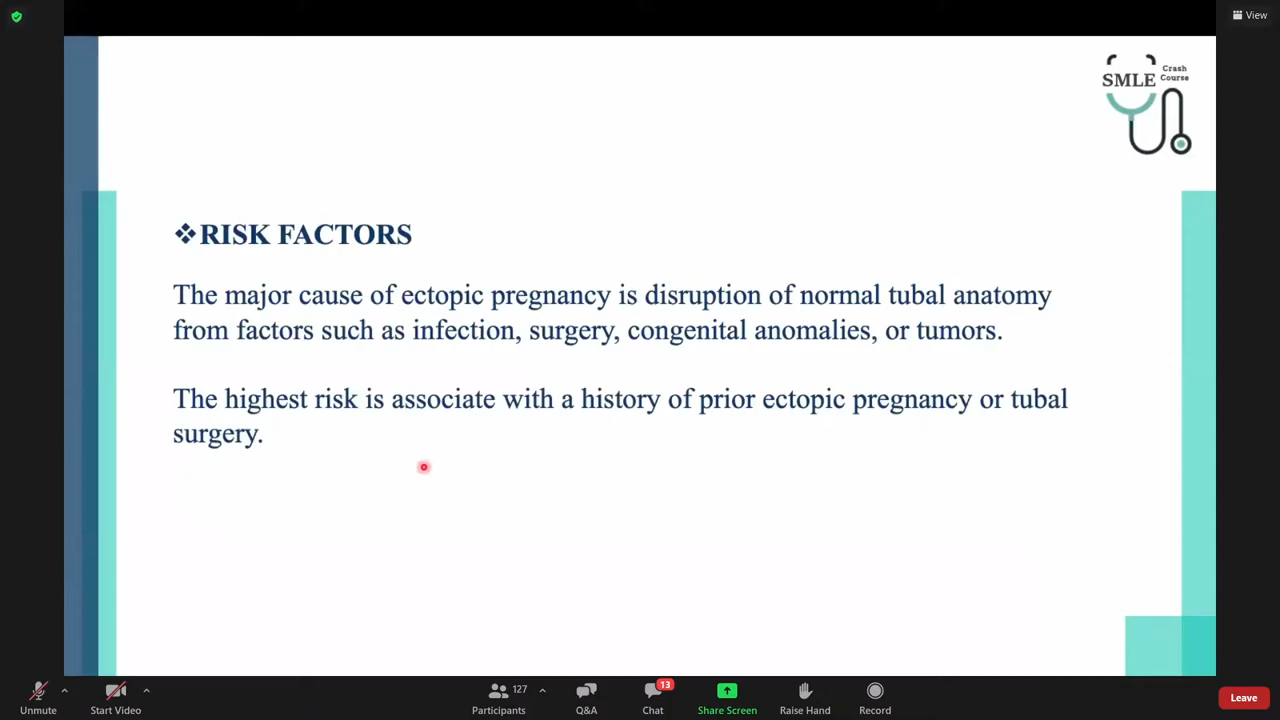 View
SMLE Crash Course
❖RISK FACTORS
The major cause of ectopic pregnancy is disruption of normal tubal anatomy
from factors such as infection, surgery, congenital anomalies, or tumors.
The highest risk is associate with a history of prior ectopic pregnancy or tubal
surgery.
Unmute
Start Video
127
Participants
Q&A
13
Chat
Share Screen
Raise Hand
Record
Leave